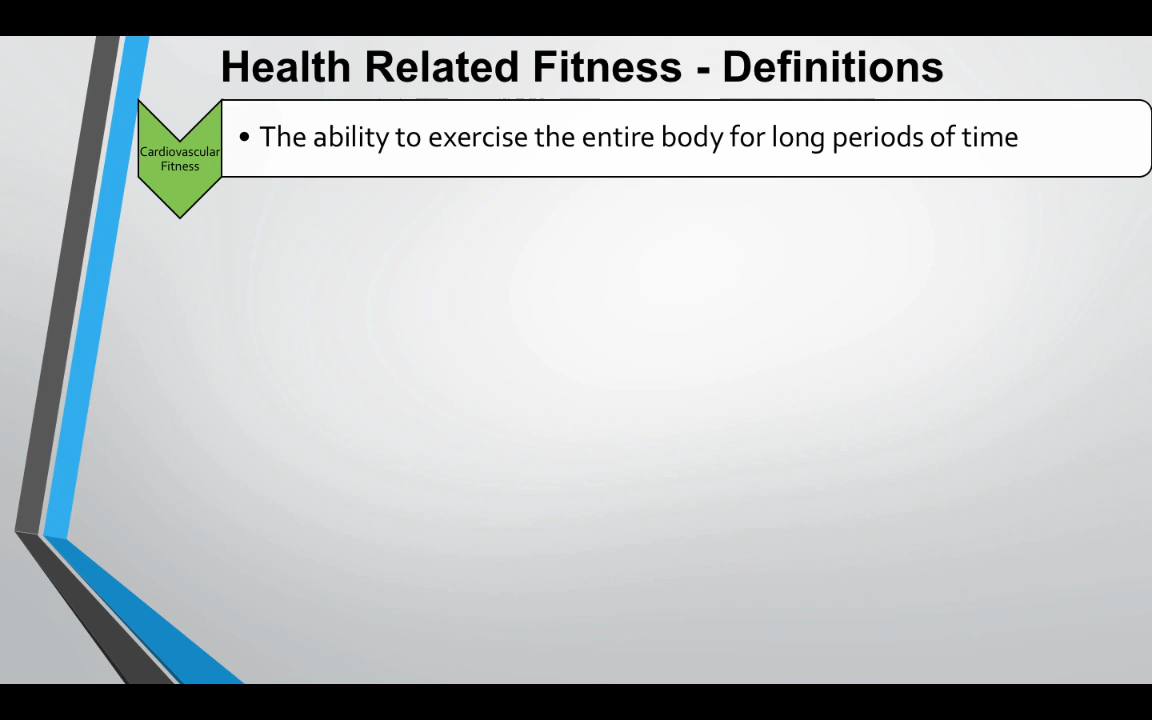 Health Related Fitness - Definitions
Cardiovascular
Fitness
• The ability to exercise the entire body for long periods of time